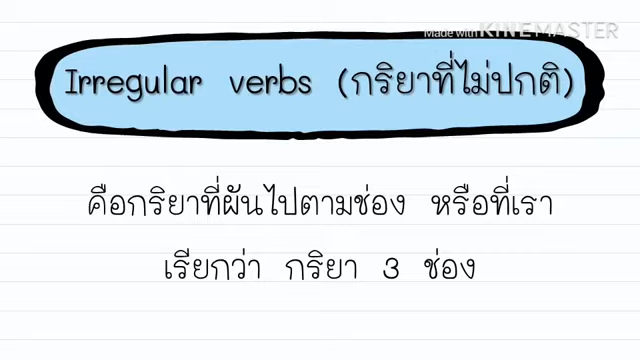 Made with KINEMASTER
Irregular verbs (กริยาที่ไม่ปกติ)
คือกริยาที่ผันไปตามช่อง หรือที่เรา
เรียกว่า กริยา 3 ช่อง